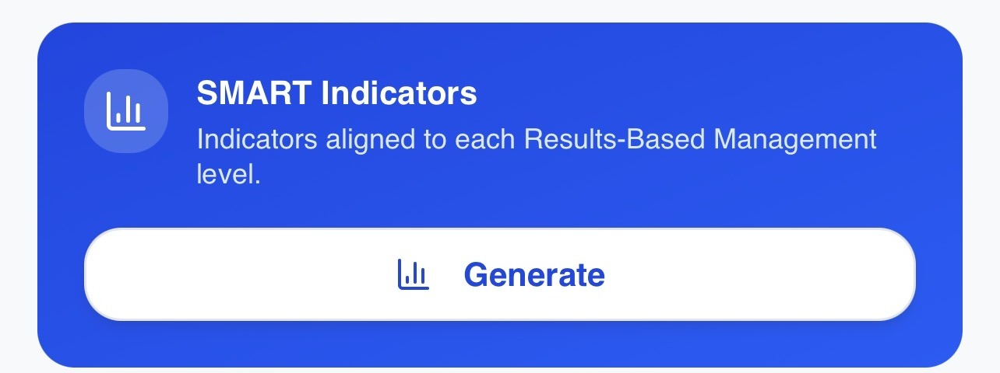 SMART Indicators
Indicators aligned to each Results-Based Management
level.
Generate